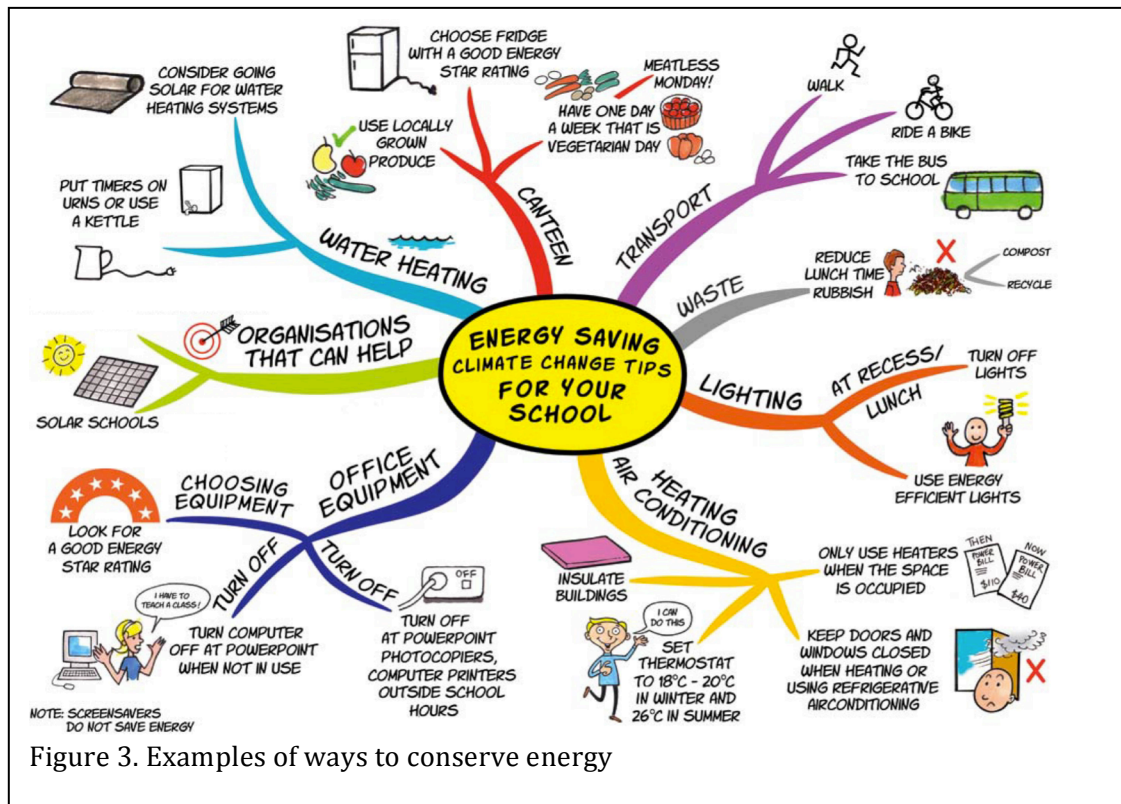 ENERGY SAVING
CLIMATE CHANGE TIPS
FOR YOUR
SCHOOL
WATER HEATING
CONSIDER GOING
SOLAR FOR WATER
HEATING SYSTEMS
PUT TIMERS ON
URNS OR USE
A KETTLE
CANTEEN
CHOOSE FRIDGE
WITH A GOOD ENERGY
STAR RATING
USE LOCALLY
GROWN
PRODUCE
MEATLESS
MONDAY!
HAVE ONE DAY
A WEEK THAT IS
VEGETARIAN DAY
TRANSPORT
WALK
RIDE A BIKE
TAKE THE BUS
TO SCHOOL
WASTE
REDUCE
LUNCH TIME
RUBBISH
COMPOST
RECYCLE
LIGHTING
AT RECESS/
LUNCH
TURN OFF
LIGHTS
USE ENERGY
EFFICIENT LIGHTS
HEATING
AIR CONDITIONING
ONLY USE HEATERS
WHEN THE SPACE
IS OCCUPIED
THEN
POWER
BILL
$110
NOW
POWER
BILL
$40
KEEP DOORS AND
WINDOWS CLOSED
WHEN HEATING OR
USING REFRIGERATIVE
AIRCONDITIONING
INSULATE
BUILDINGS
I CAN
DO THIS
SET
THERMOSTAT
TO 18°C - 20°C
IN WINTER AND
26°C IN SUMMER
OFFICE
EQUIPMENT
CHOOSING
EQUIPMENT
LOOK FOR
A GOOD ENERGY
STAR RATING
TURN OFF
I HAVE TO
TEACH A CLASS!
TURN COMPUTER
OFF AT POWERPOINT
WHEN NOT IN USE
NOTE: SCREENSAVERS
DO NOT SAVE ENERGY
TURN OFF
OFF
TURN OFF
AT POWERPOINT
PHOTOCOPIERS,
COMPUTER PRINTERS
OUTSIDE SCHOOL
HOURS
ORGANISATIONS
THAT CAN HELP
SOLAR SCHOOLS
Figure 3. Examples of ways to conserve energy